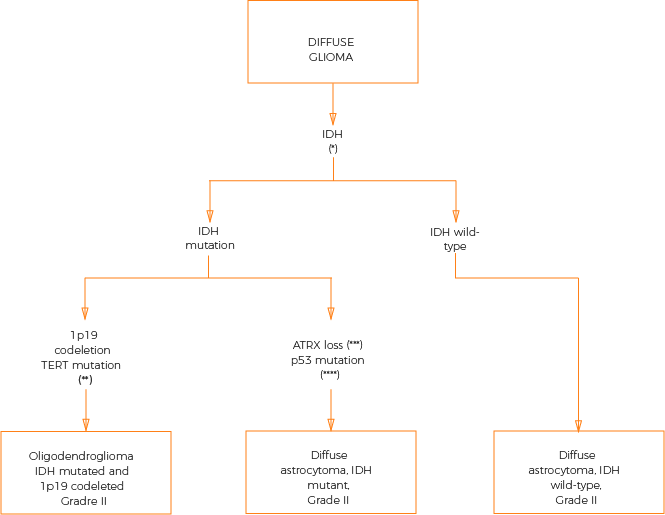 DIFFUSE
GLIOMA
IDH
(*)
IDH
mutation
IDH wild-
type
1p19
codeletion
TERT mutation
(**)
ATRX loss (***)
p53 mutation
(****)
Oligodendroglioma
IDH mutated and
1p19 codeleted
Gradre II
Diffuse
astrocytoma, IDH
mutant,
Grade II
Diffuse
astrocytoma, IDH
wild-type,
Grade II